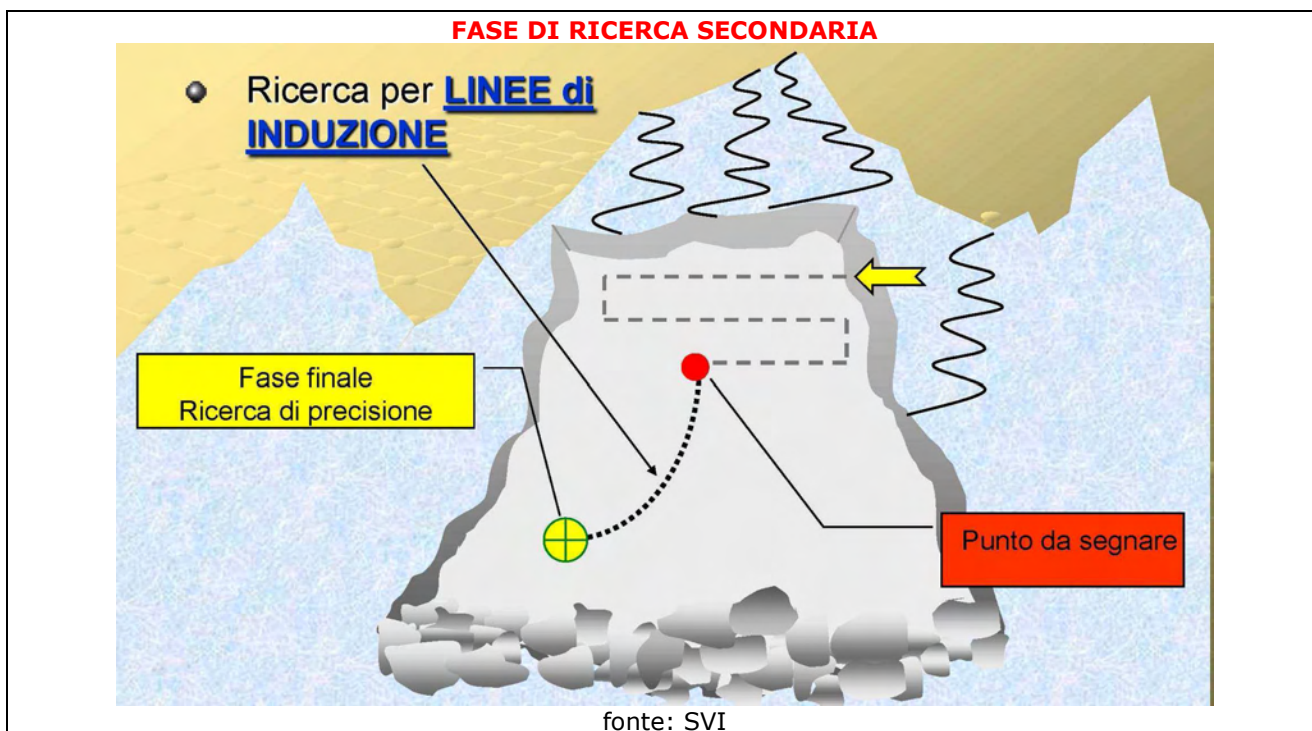 FASE DI RICERCA SECONDARIA
Ricerca per LINEE di
INDUZIONE
Fase finale
Ricerca di precisione
Punto da segnare
fonte: SVI